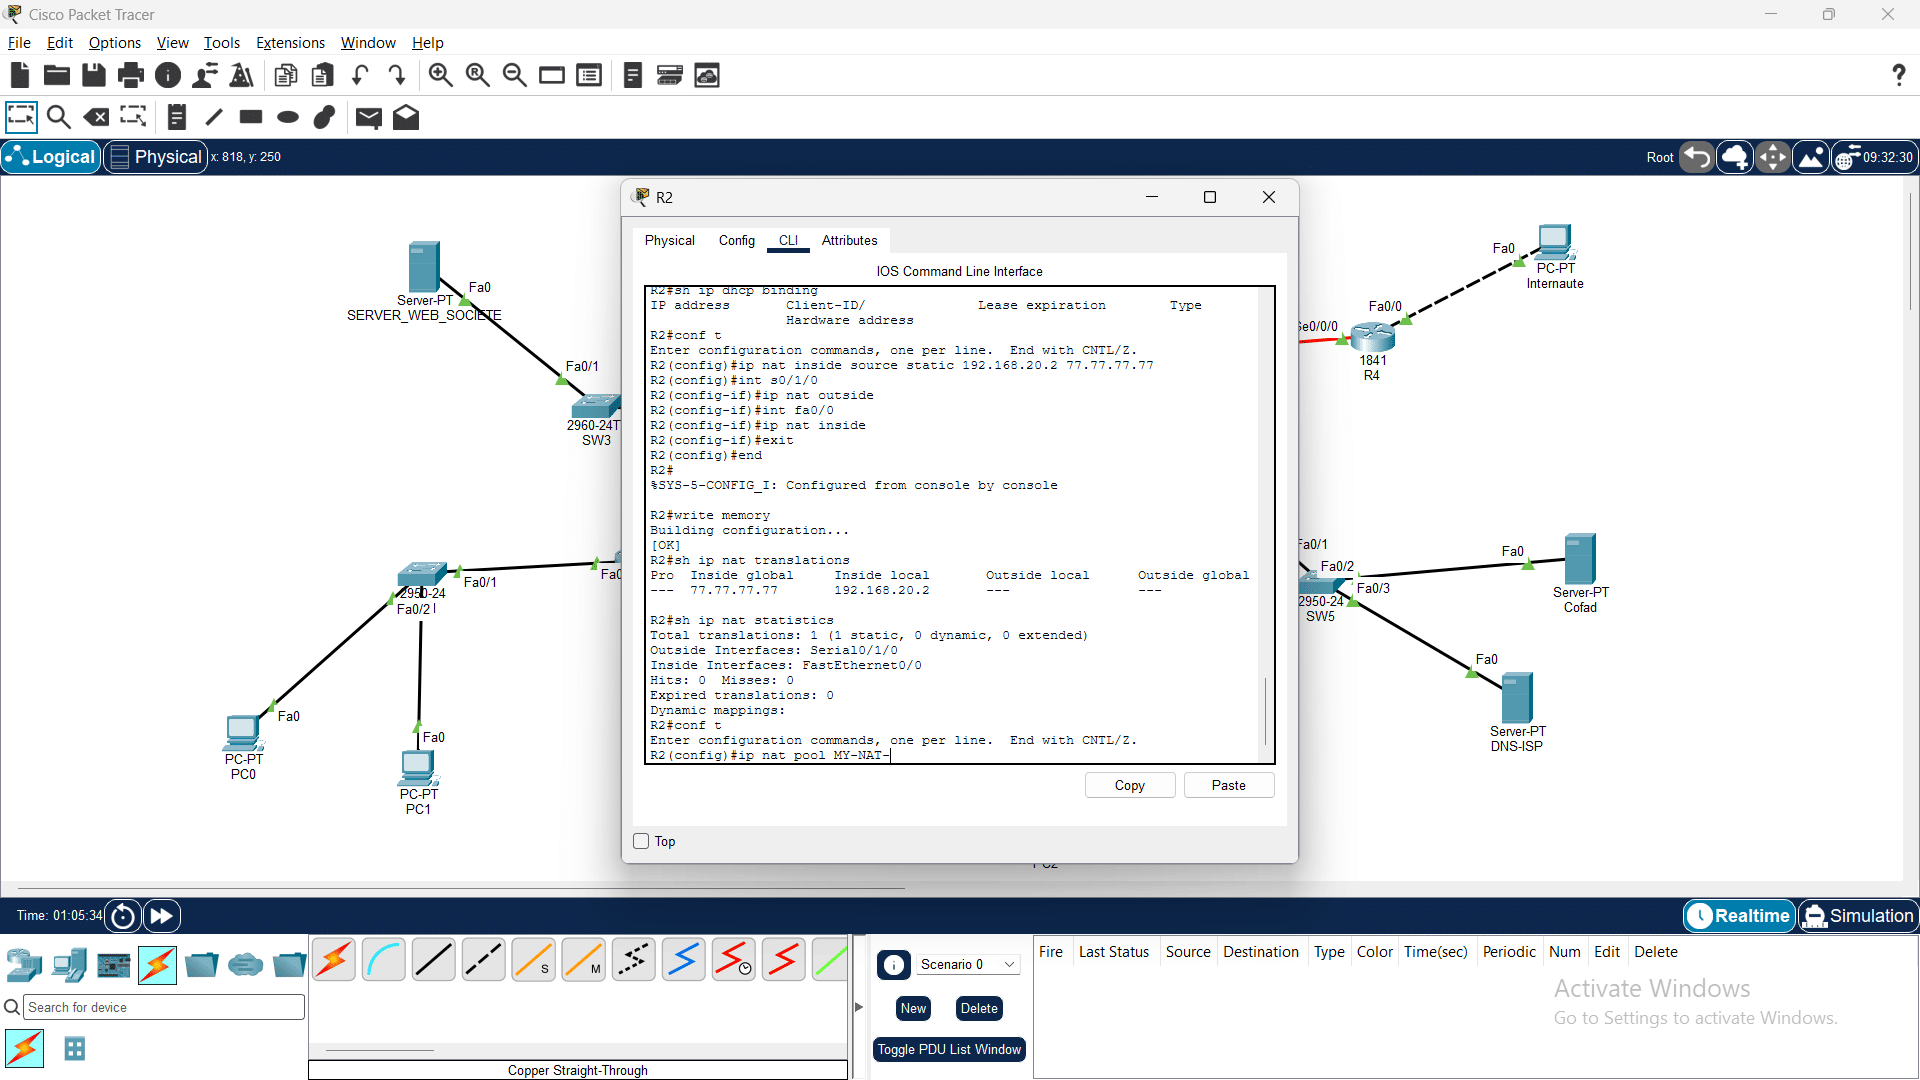 Cisco Packet Tracer
File Edit Options View Tools Extensions Window Help
Logical Physical x: 818, y: 250
Root 09:32:30
Server-PT
SERVER_WEB_SOCIETE
Fa0
Fa0/1
2960-24T
SW3
2950-24
Fa0/2
Fa0/1
Fa0
PC-PT
PC0
Fa0
PC-PT
PC1
R2
Physical Config CLI Attributes
IOS Command Line Interface
R2#sh ip dhcp binding
IP address Client-ID/ Lease expiration Type
Hardware address
R2#conf t
Enter configuration commands, one per line. End with CNTL/Z.
R2(config)#ip nat inside source static 192.168.20.2 77.77.77.77
R2(config)#int s0/1/0
R2(config-if)#ip nat outside
R2(config-if)#int fa0/0
R2(config-if)#ip nat inside
R2(config-if)#exit
R2(config)#end
R2#
%SYS-5-CONFIG_I: Configured from console by console
R2#write memory
Building configuration...
[OK]
R2#sh ip nat translations
Pro Inside global Inside local Outside local Outside global
--- 77.77.77.77 192.168.20.2 --- ---
R2#sh ip nat statistics
Total translations: 1 (1 static, 0 dynamic, 0 extended)
Outside Interfaces: Serial0/1/0
Inside Interfaces: FastEthernet0/0
Hits: 0 Misses: 0
Expired translations: 0
Dynamic mappings:
R2#conf t
Enter configuration commands, one per line. End with CNTL/Z.
R2(config)#ip nat pool MY-NAT-
Copy Paste
Top
Fa0
PC-PT
Internaute
Fa0/0
Se0/0/0
1841
R4
Fa0/1
Fa0/2
Fa0/3
2950-24
SW5
Fa0
Server-PT
Cofad
Fa0
Server-PT
DNS-ISP
Time: 01:05:34
Realtime Simulation
Search for device
S
M
Copper Straight-Through
Scenario 0
New Delete
Toggle PDU List Window
Fire Last Status Source Destination Type Color Time(sec) Periodic Num Edit Delete
Activate Windows
Go to Settings to activate Windows.